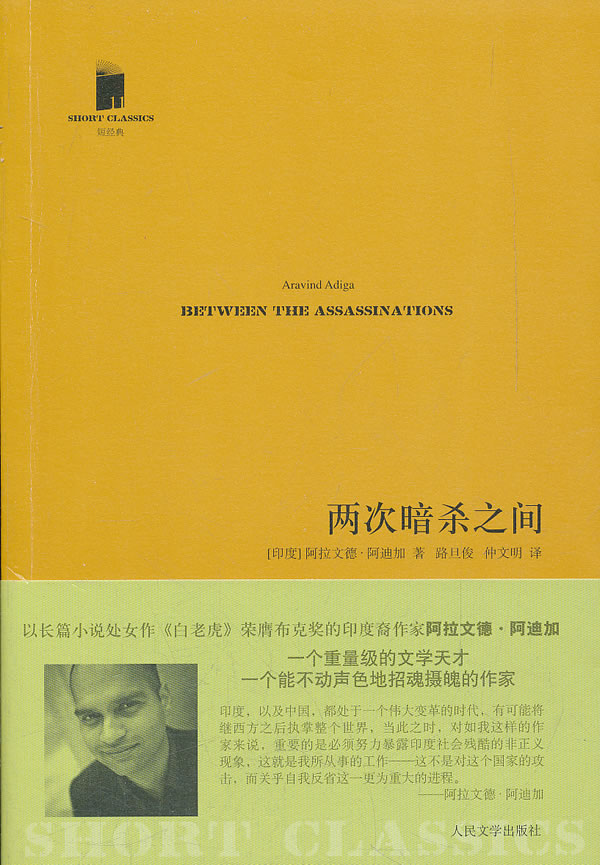 11
SHORT CLASSICS
短经典
Aravind Adiga
BETWEEN THE ASSASSINATIONS
两次暗杀之间
[印度] 阿拉文德·阿迪加 著 路旦俊 仲文明 译
以长篇小说处女作《白老虎》荣膺布克奖的印度裔作家阿拉文德·阿迪加
一个重量级的文学天才
一个能不动声色地招魂摄魄的作家
印度，以及中国，都处于一个伟大变革的时代，有可能将
继西方之后执掌整个世界，当此之时，对如我这样的作
家来说，重要的是必须努力暴露印度社会残酷的非正义
现象，这就是我所从事的工作——这不是对这个国家的攻
击，而关乎自我反省这一更为重大的进程。
——阿拉文德·阿迪加
人民文学出版社
SHORT CLASSICS